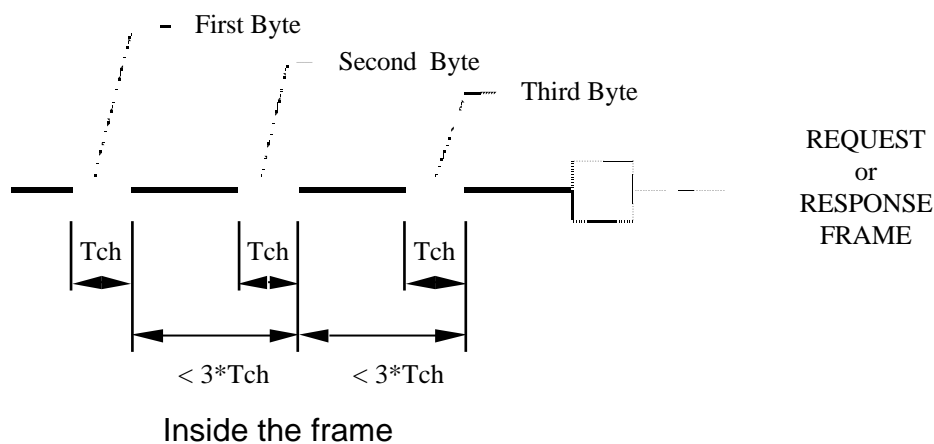 First Byte
Second Byte
Third Byte
REQUEST
or
RESPONSE
FRAME
Tch
Tch
Tch
< 3*Tch
< 3*Tch
Inside the frame